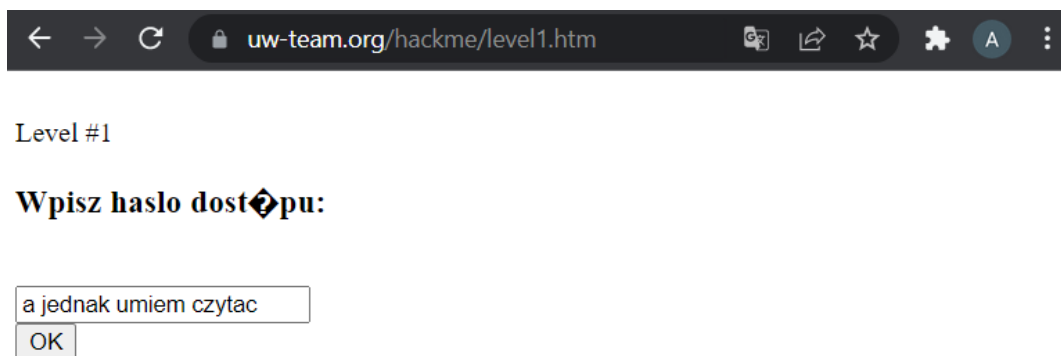 uw-team.org/hackme/level1.htm
A
Level #1
Wpisz haslo dost�pu:
a jednak umiem czytac
OK